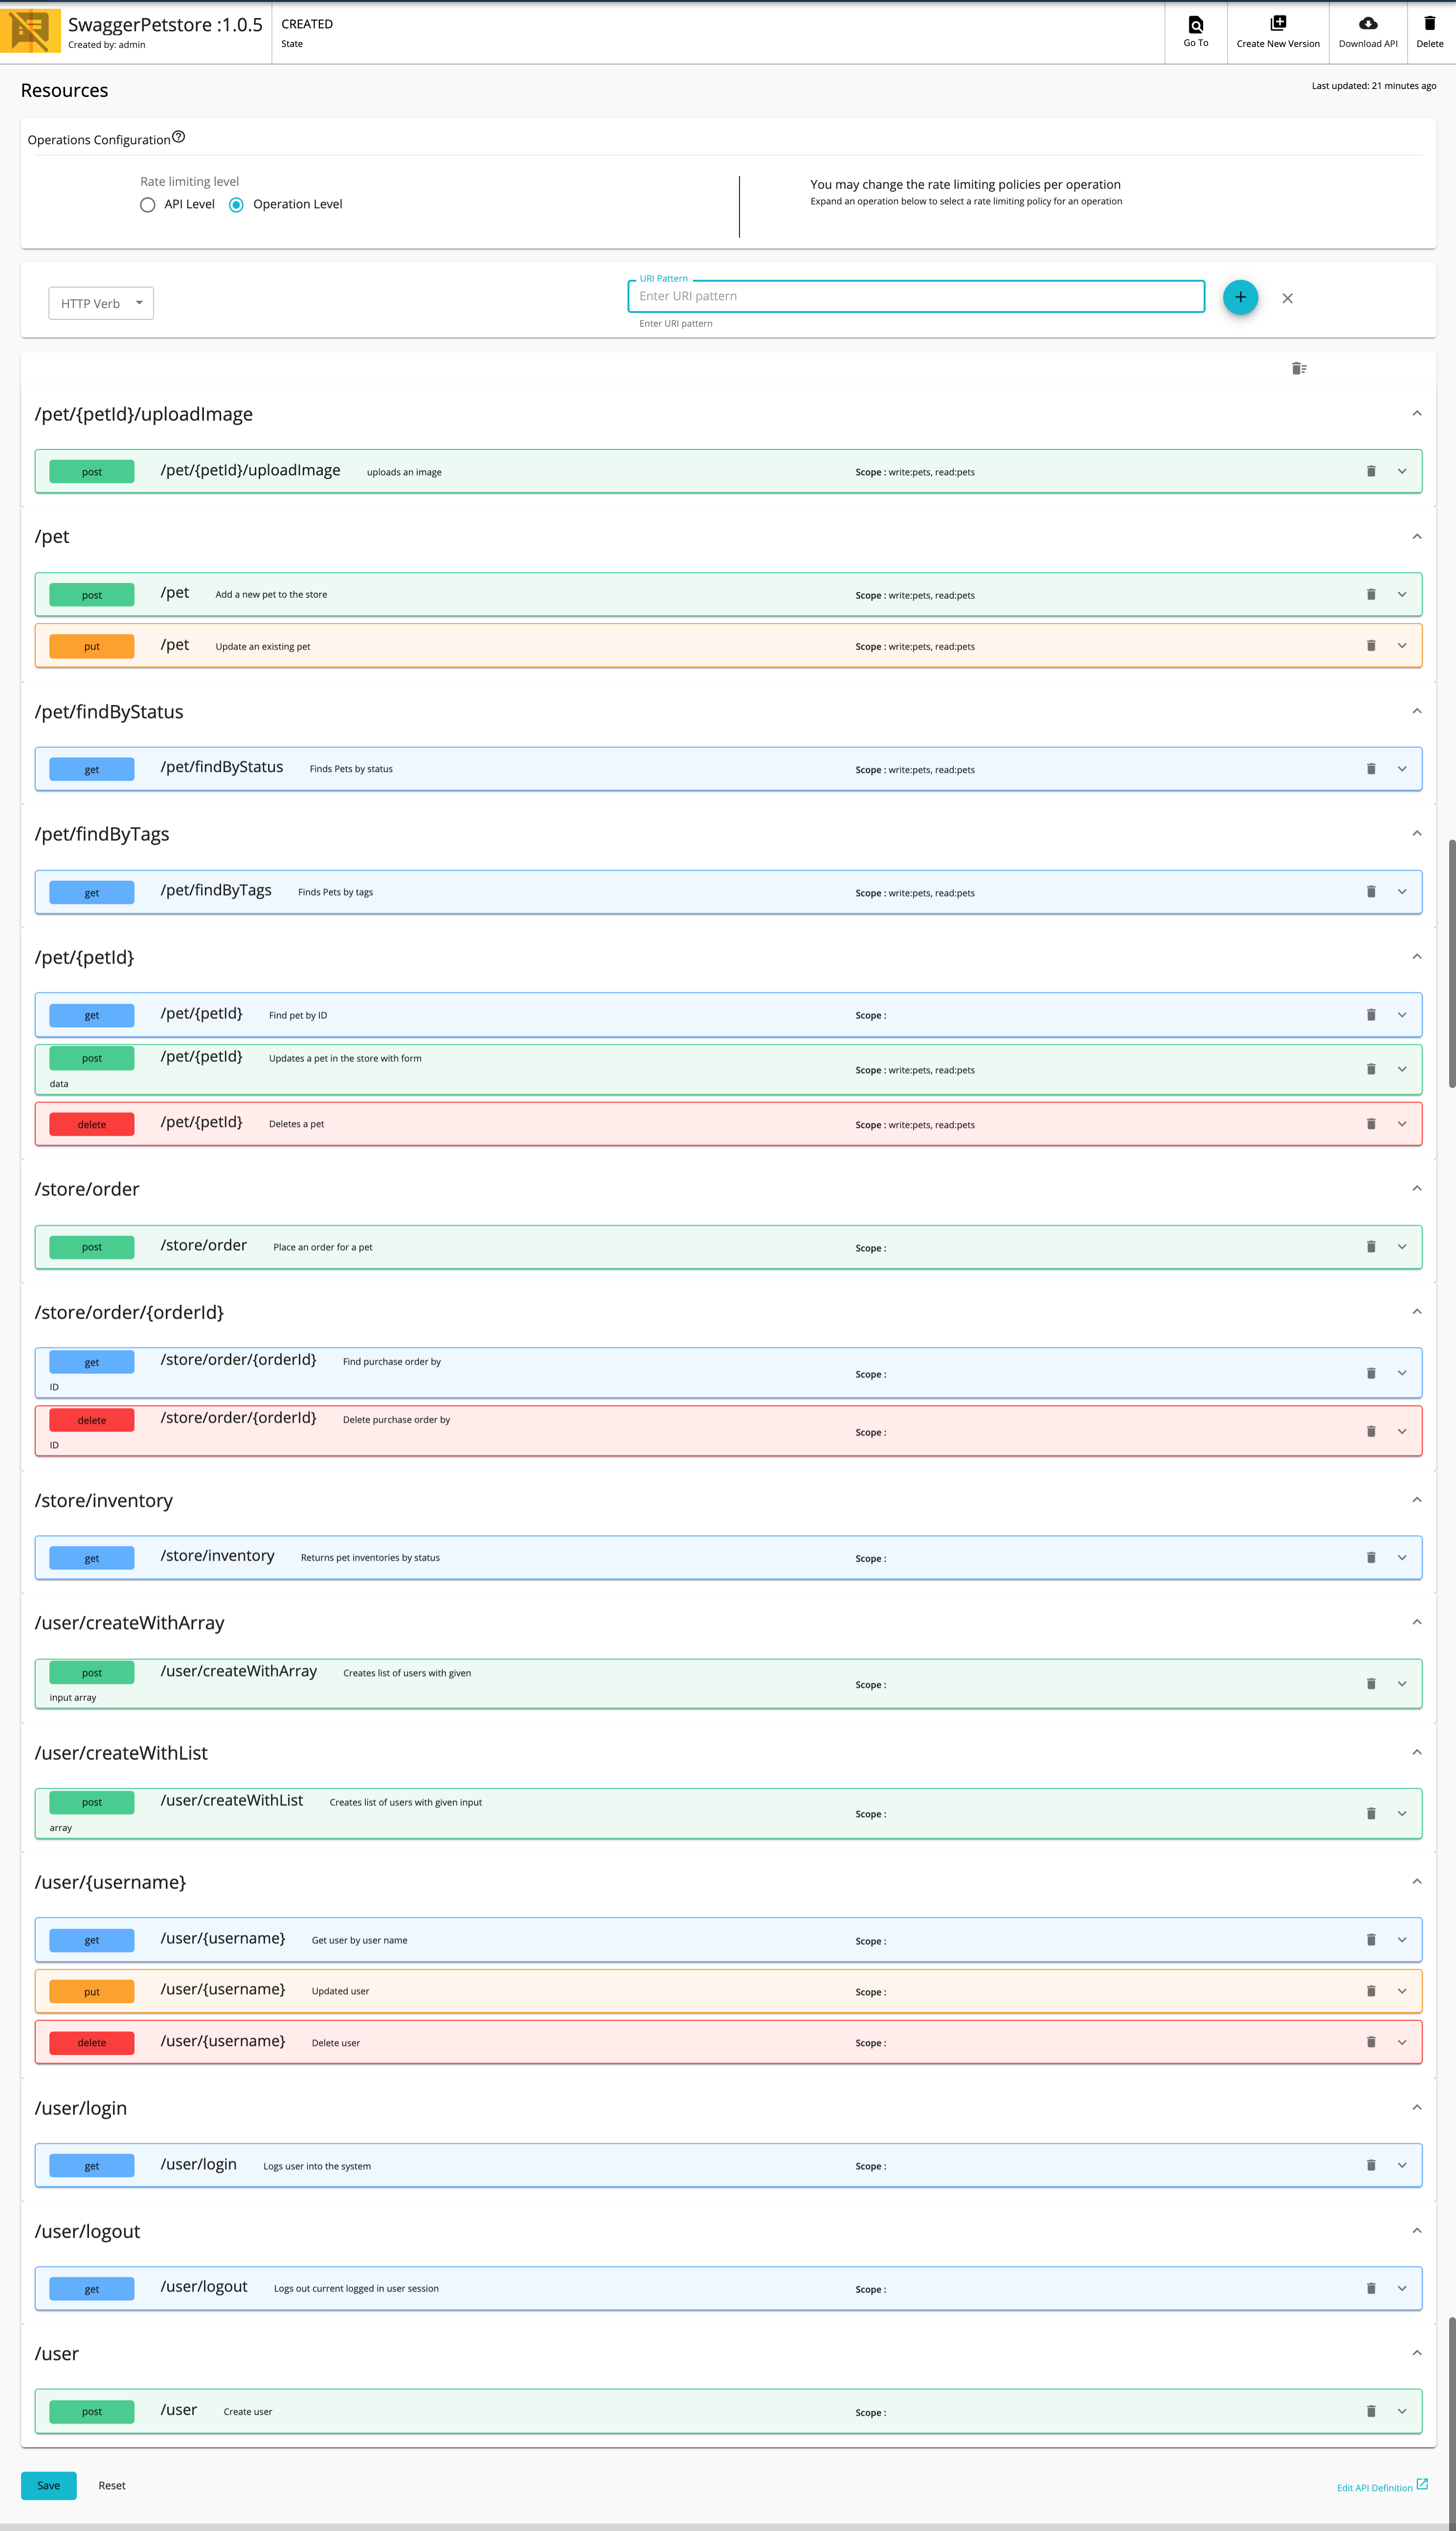 SwaggerPetstore :1.0.5
Created by: admin
CREATED
State
Go To
Create New Version
Download API
Delete
Resources
Last updated: 21 minutes ago
Operations Configuration
Rate limiting level
API Level
Operation Level
You may change the rate limiting policies per operation
Expand an operation below to select a rate limiting policy for an operation
HTTP Verb
URI Pattern
Enter URI pattern
Enter URI pattern
/pet/{petId}/uploadImage
post /pet/{petId}/uploadImage uploads an image Scope : write:pets, read:pets
/pet
post /pet Add a new pet to the store Scope : write:pets, read:pets
put /pet Update an existing pet Scope : write:pets, read:pets
/pet/findByStatus
get /pet/findByStatus Finds Pets by status Scope : write:pets, read:pets
/pet/findByTags
get /pet/findByTags Finds Pets by tags Scope : write:pets, read:pets
/pet/{petId}
get /pet/{petId} Find pet by ID Scope :
post /pet/{petId} Updates a pet in the store with form
data
Scope : write:pets, read:pets
delete /pet/{petId} Deletes a pet Scope : write:pets, read:pets
/store/order
post /store/order Place an order for a pet Scope :
/store/order/{orderId}
get /store/order/{orderId} Find purchase order by
ID
Scope :
delete /store/order/{orderId} Delete purchase order by
ID
Scope :
/store/inventory
get /store/inventory Returns pet inventories by status Scope :
/user/createWithArray
post /user/createWithArray Creates list of users with given
input array
Scope :
/user/createWithList
post /user/createWithList Creates list of users with given input
array
Scope :
/user/{username}
get /user/{username} Get user by user name Scope :
put /user/{username} Updated user Scope :
delete /user/{username} Delete user Scope :
/user/login
get /user/login Logs user into the system Scope :
/user/logout
get /user/logout Logs out current logged in user session Scope :
/user
post /user Create user Scope :
Save
Reset
Edit API Definition